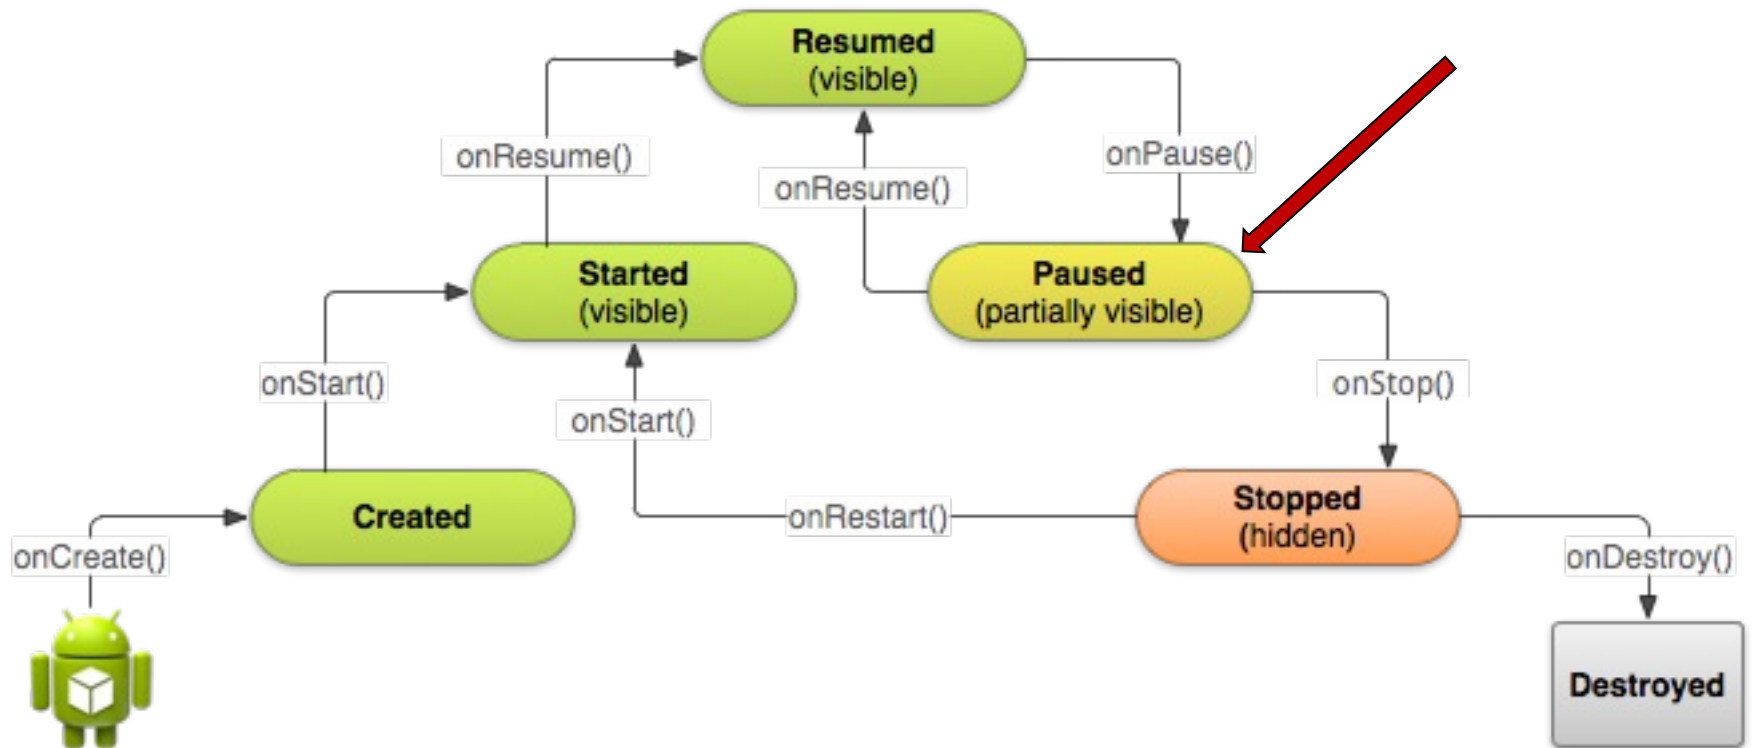 Resumed
(visible)
onResume()
onPause()
onResume()
Started
(visible)
Paused
(partially visible)
onStart()
onStop()
onStart()
Created
Stopped
(hidden)
onRestart()
onCreate()
onDestroy()
Destroyed